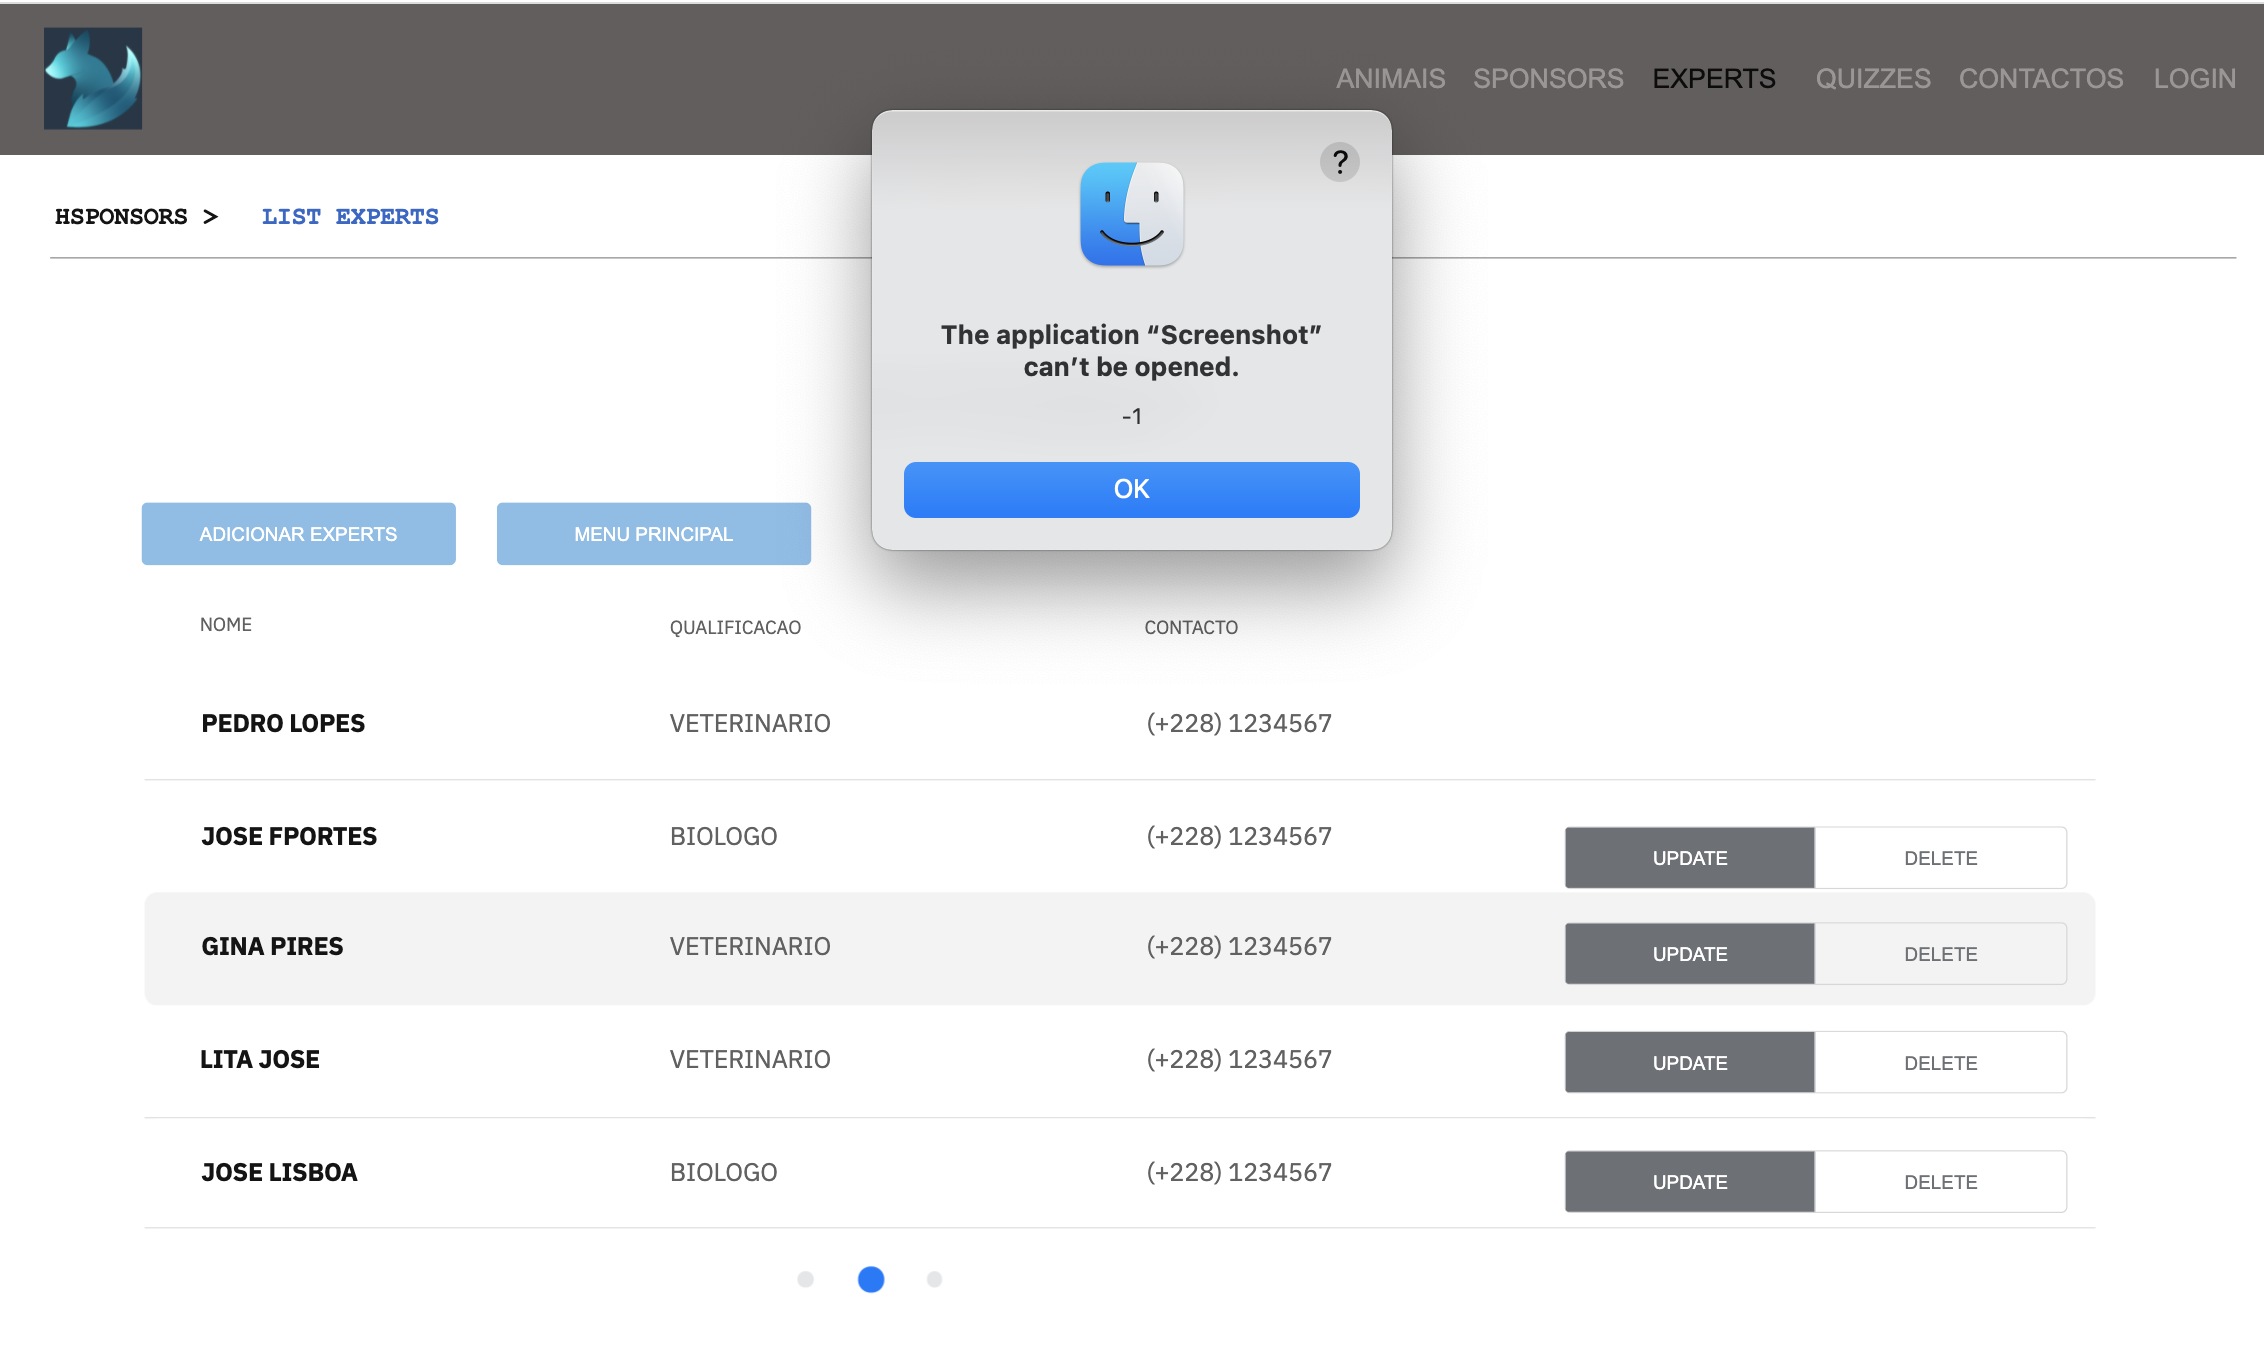 ANIMAIS SPONSORS EXPERTS QUIZZES CONTACTOS LOGIN
HSPONSORS > LIST EXPERTS
?
The application “Screenshot”
can’t be opened.
-1
OK
ADICIONAR EXPERTS MENU PRINCIPAL
NOME QUALIFICACAO CONTACTO
PEDRO LOPES VETERINARIO (+228) 1234567
JOSE FPORTES BIOLOGO (+228) 1234567 UPDATE DELETE
GINA PIRES VETERINARIO (+228) 1234567 UPDATE DELETE
LITA JOSE VETERINARIO (+228) 1234567 UPDATE DELETE
JOSE LISBOA BIOLOGO (+228) 1234567 UPDATE DELETE